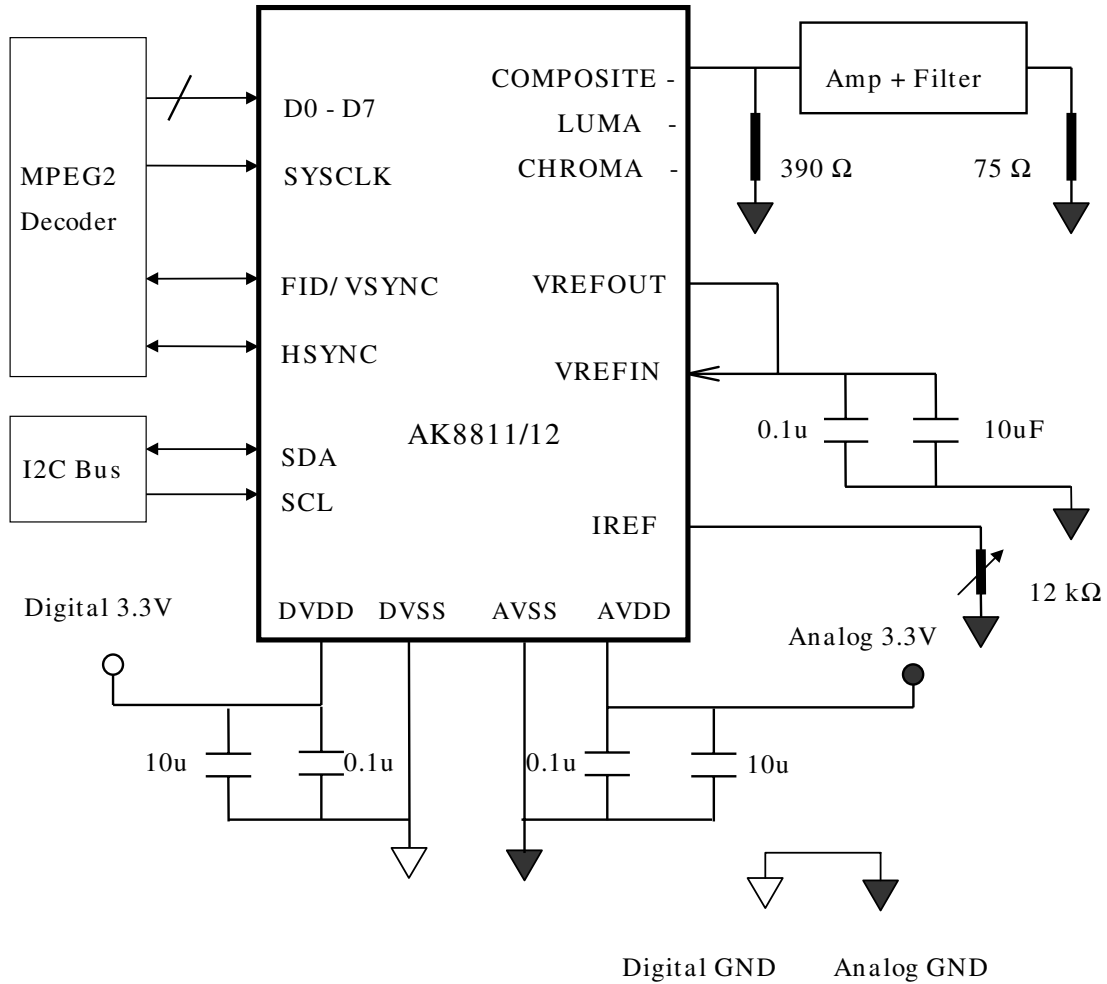 MPEG2
Decoder
I2C Bus
D0 - D7
SYSCLK
FID/ VSYNC
HSYNC
SDA
SCL
COMPOSITE -
LUMA -
CHROMA -
VREFOUT
VREFIN
AK8811/12
IREF
DVDD DVSS AVSS AVDD
Amp + Filter
390 Ω
75 Ω
0.1u
10uF
12 kΩ
Digital 3.3V
Analog 3.3V
10u
0.1u
0.1u
10u
Digital GND
Analog GND